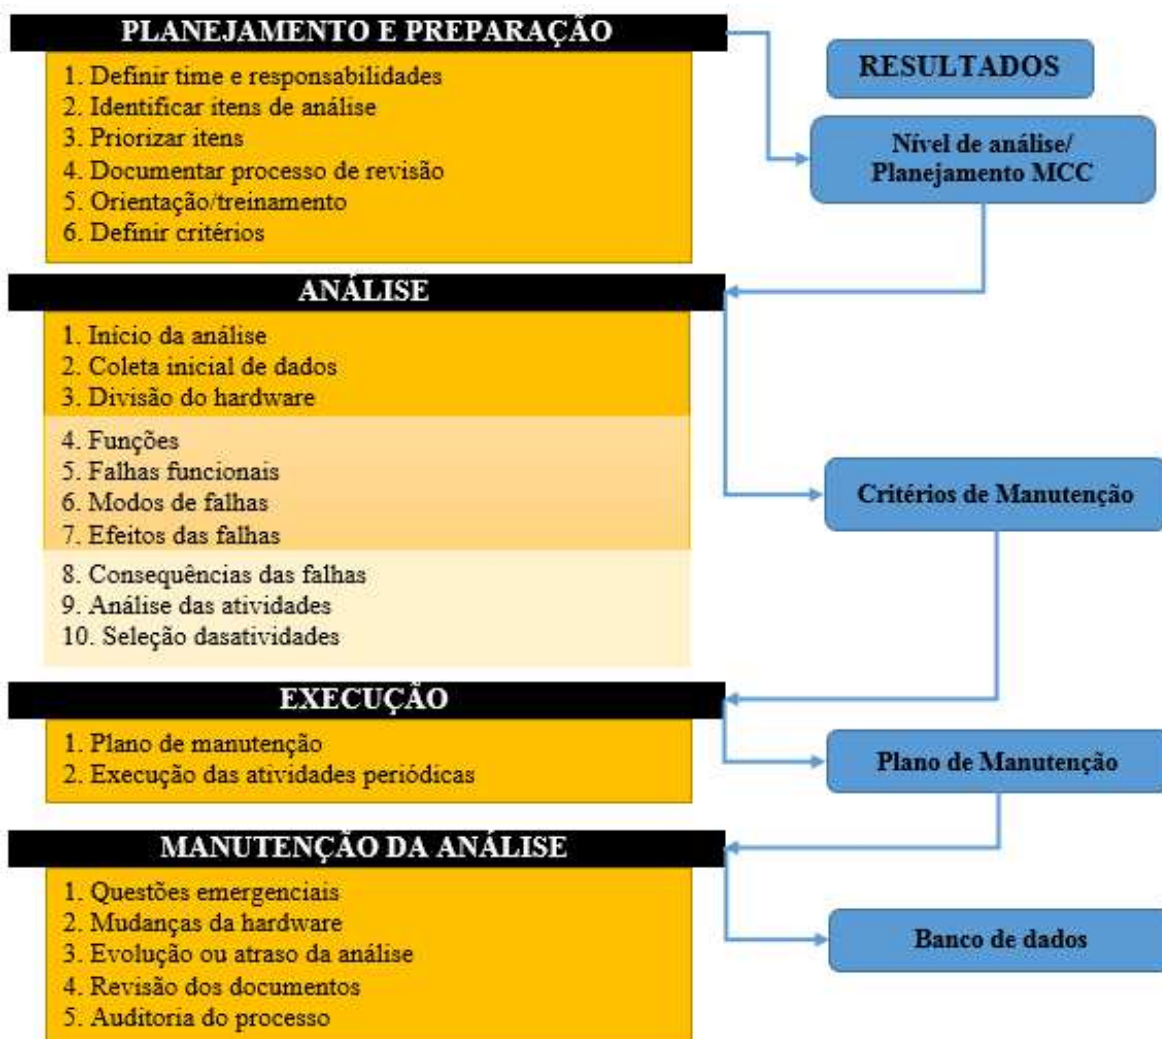 PLANEJAMENTO E PREPARAÇÃO
1. Definir time e responsabilidades
2. Identificar itens de análise
3. Priorizar itens
4. Documentar processo de revisão
5. Orientação/treinamento
6. Definir critérios
RESULTADOS
Nível de análise/
Planejamento MCC
ANÁLISE
1. Início da análise
2. Coleta inicial de dados
3. Divisão do hardware
4. Funções
5. Falhas funcionais
6. Modos de falhas
7. Efeitos das falhas
8. Consequências das falhas
9. Análise das atividades
10. Seleção dasatividades
Critérios de Manutenção
EXECUÇÃO
1. Plano de manutenção
2. Execução das atividades periódicas
Plano de Manutenção
MANUTENÇÃO DA ANÁLISE
1. Questões emergenciais
2. Mudanças da hardware
3. Evolução ou atraso da análise
4. Revisão dos documentos
5. Auditoria do processo
Banco de dados